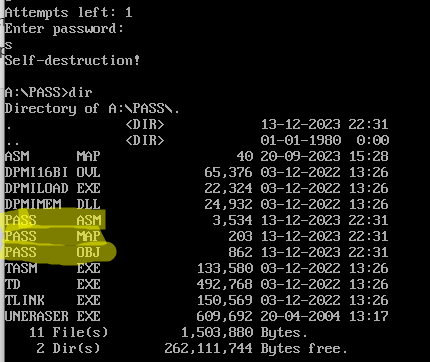 Attempts left: 1
Enter password:
s
Self-destruction!
A:\PASS>dir
Directory of A:\PASS\.
. <DIR> 13-12-2023 22:31
.. <DIR> 01-01-1980 0:00
ASM MAP 40 20-09-2023 15:28
DPMI16BI OVL 65,376 03-12-2022 13:26
DPMILOAD EXE 22,324 03-12-2022 13:26
DPMIMEM DLL 24,932 03-12-2022 13:26
PASS ASM 3,534 13-12-2023 22:31
PASS MAP 203 13-12-2023 22:31
PASS OBJ 862 13-12-2023 22:31
TASM EXE 133,580 03-12-2022 13:26
TD EXE 492,768 03-12-2022 13:26
TLINK EXE 150,569 03-12-2022 13:26
UNERASER EXE 609,692 20-04-2004 13:17
11 File(s) 1,503,880 Bytes.
2 Dir(s) 262,111,744 Bytes free.